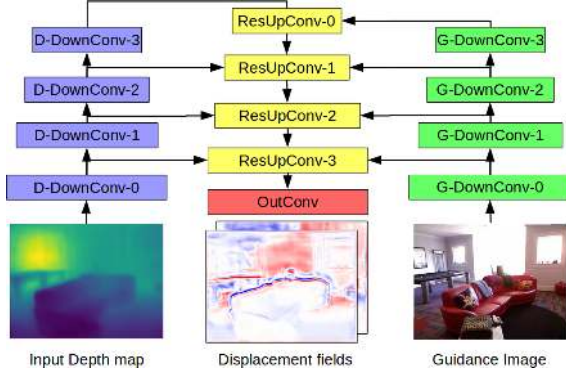 D-DownConv-3
ResUpConv-0
G-DownConv-3
ResUpConv-1
D-DownConv-2
G-DownConv-2
ResUpConv-2
D-DownConv-1
G-DownConv-1
ResUpConv-3
D-DownConv-0
G-DownConv-0
OutConv
Input Depth map
Displacement fields
Guidance Image